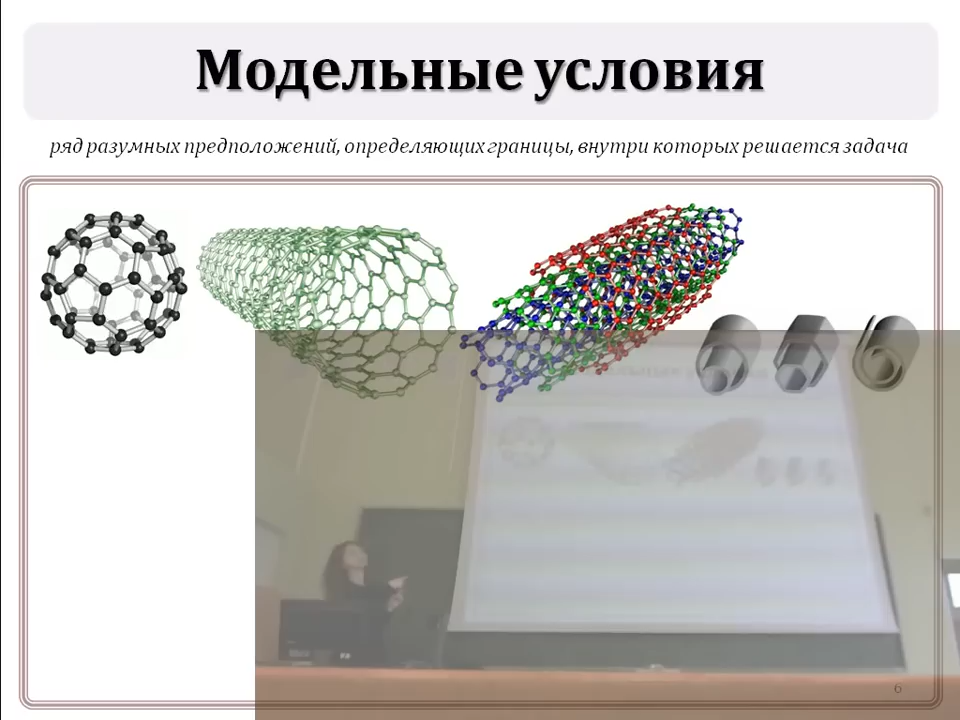 Модельные условия
ряд разумных предположений, определяющих границы, внутри которых решается задача
6